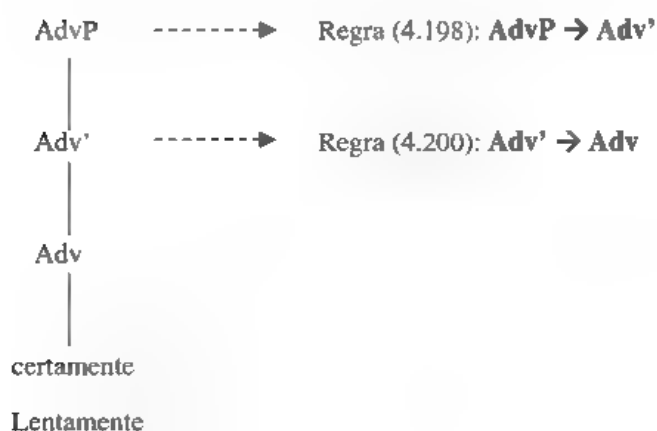 AdvP Regra (4.198): AdvP → Adv'
Adv' Regra (4.200): Adv' → Adv
Adv
certamente
Lentamente